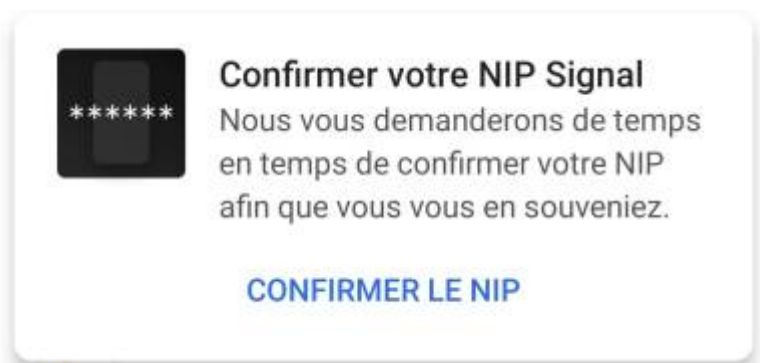 ******
Confirmer votre NIP Signal
Nous vous demanderons de temps
en temps de confirmer votre NIP
afin que vous vous en souveniez.
CONFIRMER LE NIP